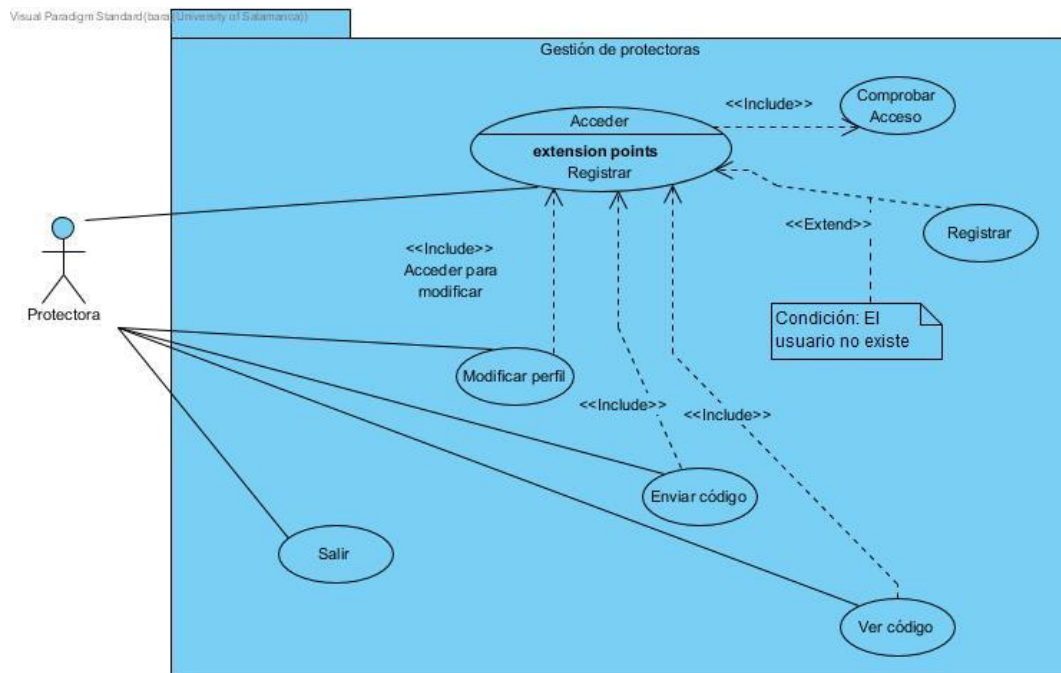 Visual Paradigm Standard(bara(University of Salamanca))
Gestión de protectoras
Acceder
extension points
Registrar
<<Include>>
Comprobar
Acceso
<<Extend>>
Registrar
Protectora
<<Include>>
Acceder para
modificar
Condición: El
usuario no existe
Modificar perfil
<<Include>>
<<Include>>
Enviar código
Salir
Ver código